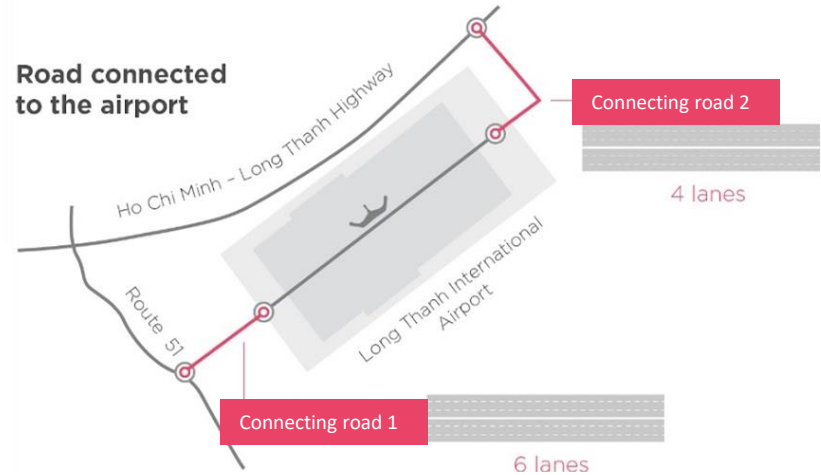 Road connected
to the airport
Ho Chi Minh - Long Thanh Highway
Connecting road 2
4 lanes
Long Thanh International
Airport
Route 51
Connecting road 1
6 lanes